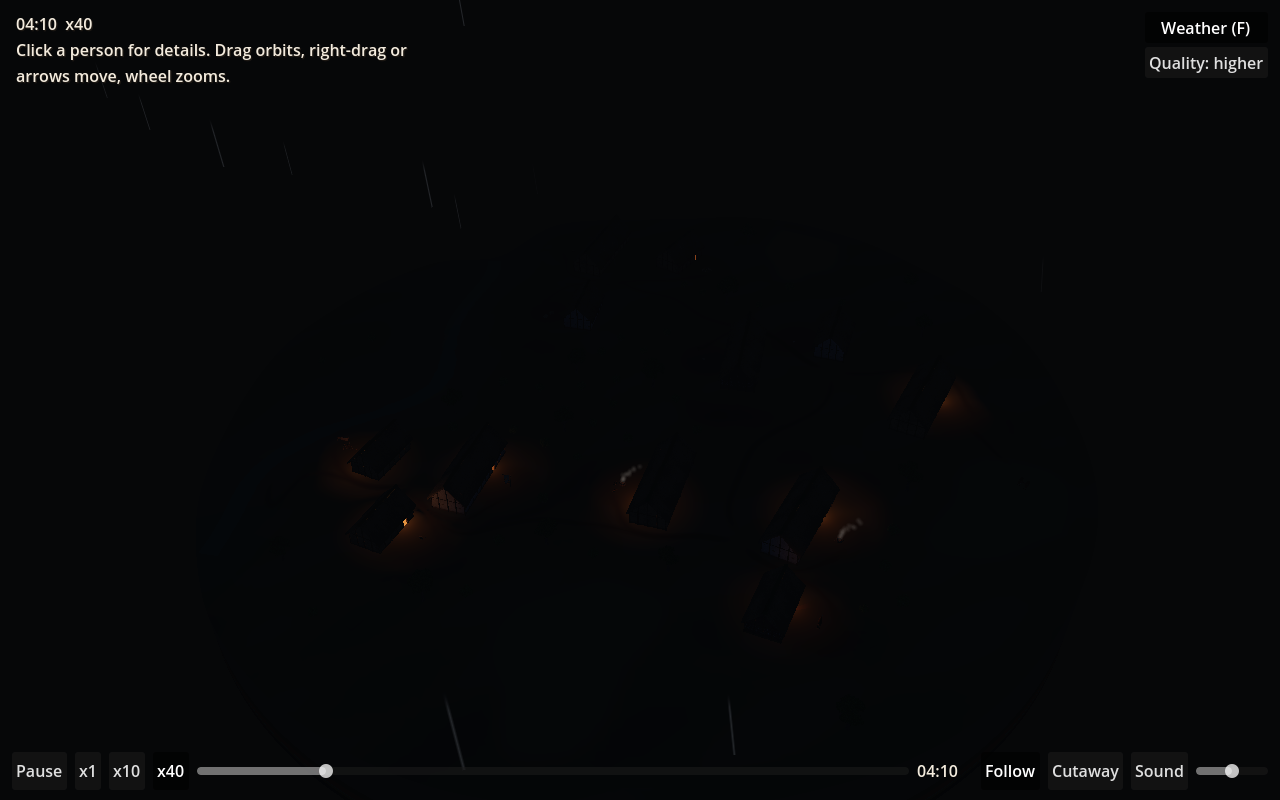 04:10 x40
Click a person for details. Drag orbits, right-drag or
arrows move, wheel zooms.
Weather (F)
Quality: higher
Pause x1 x10 x40 04:10 Follow Cutaway Sound